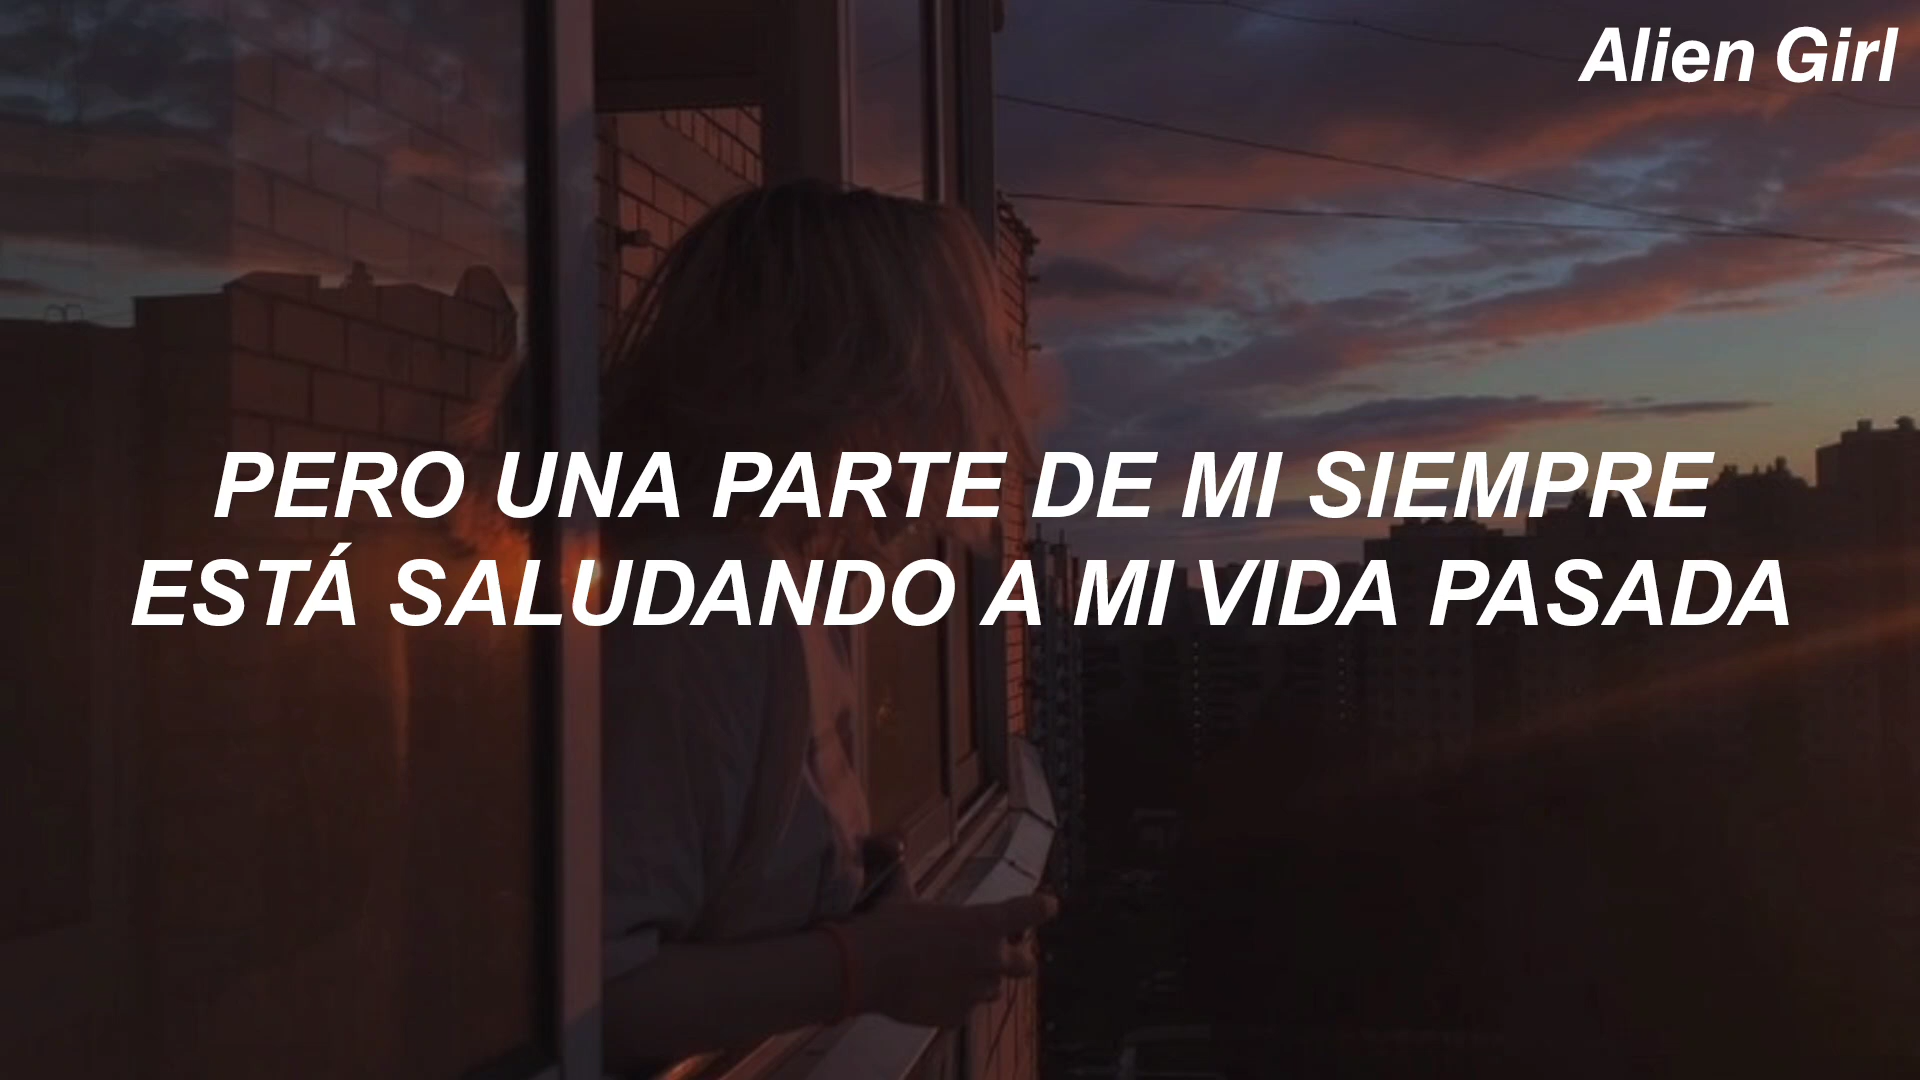 Alien Girl
PERO UNA PARTE DE MI SIEMPRE
ESTÁ SALUDANDO A MI VIDA PASADA